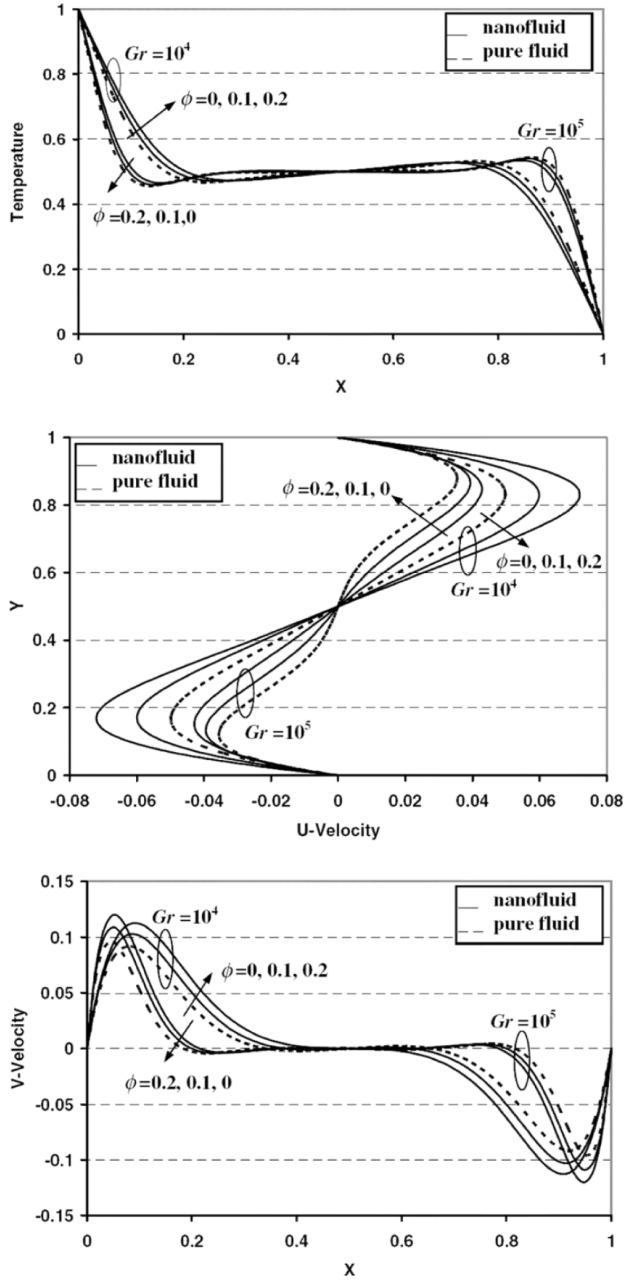 nanofluid
pure fluid
Gr =10⁴
ϕ=0, 0.1, 0.2
Gr =10⁵
ϕ=0.2, 0.1,0
Temperature
1
0.8
0.6
0.4
0.2
0
0 0.2 0.4 0.6 0.8 1
X
nanofluid
pure fluid
ϕ=0.2, 0.1, 0
ϕ=0, 0.1, 0.2
Gr =10⁴
Gr =10⁵
Y
1
0.8
0.6
0.4
0.2
0
-0.08 -0.06 -0.04 -0.02 0 0.02 0.04 0.06 0.08
U-Velocity
nanofluid
pure fluid
Gr =10⁴
ϕ=0, 0.1, 0.2
Gr =10⁵
ϕ=0.2, 0.1, 0
V-Velocity
0.15
0.1
0.05
0
-0.05
-0.1
-0.15
0 0.2 0.4 0.6 0.8 1
X